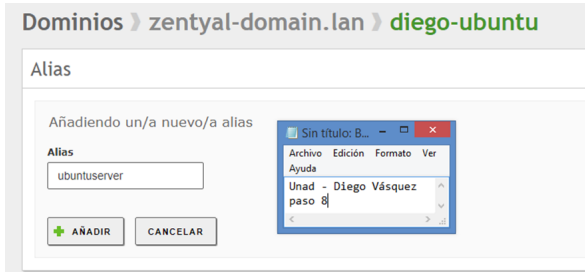 Dominios » zentyal-domain.lan » diego-ubuntu
Alias
Añadiendo un/a nuevo/a alias
Alias
ubuntuserver
AÑADIR CANCELAR
Sin título: B...
Archivo Edición Formato Ver
Ayuda
Unad - Diego Vásquez
paso 8